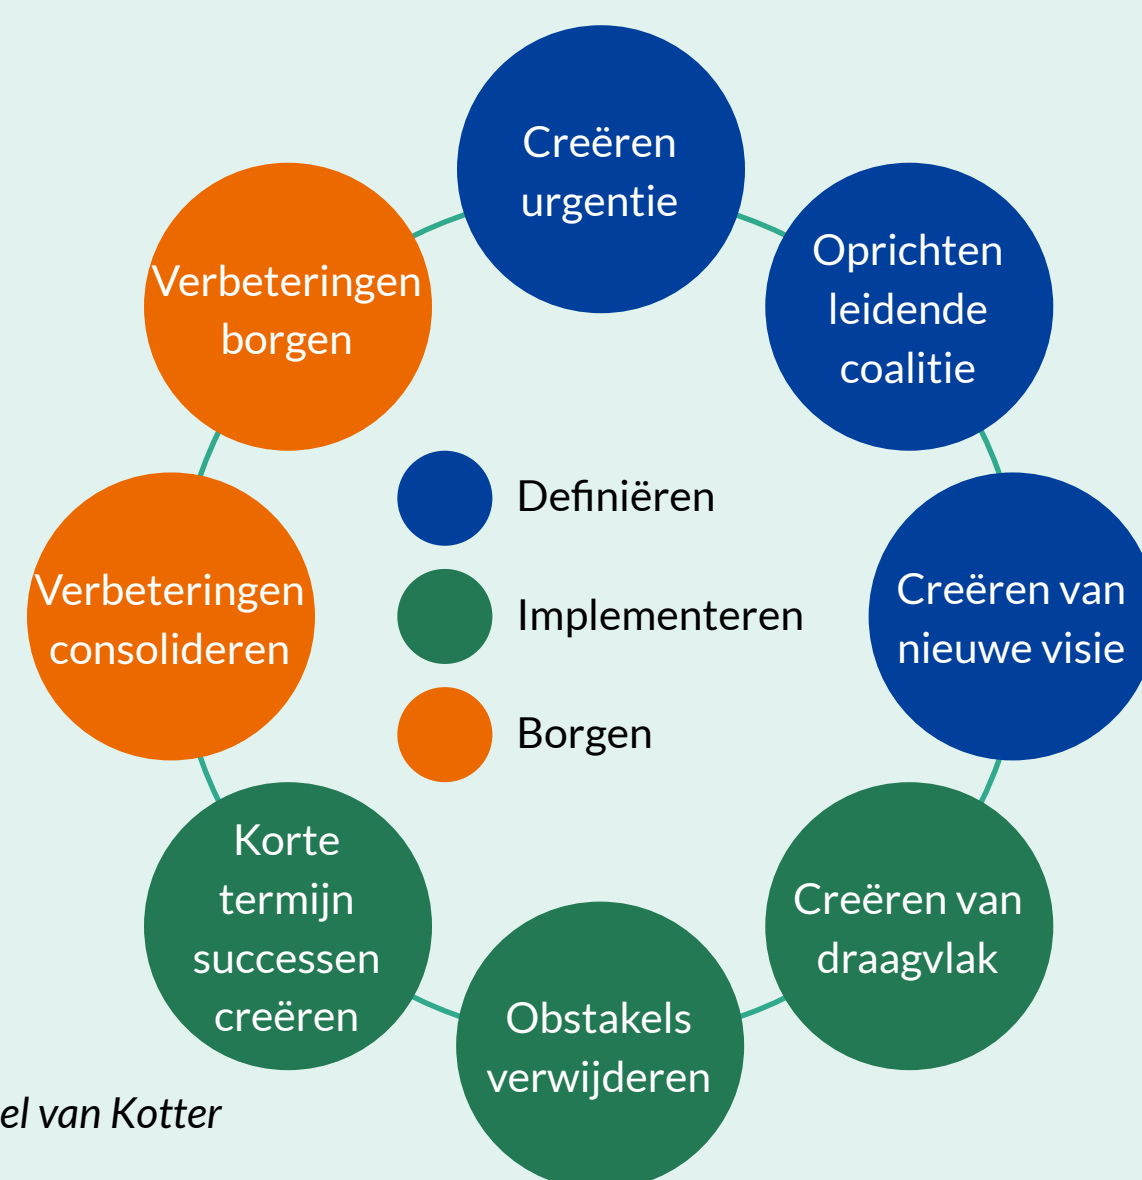 Creëren
urgentie
Oprichten
leidende
coalitie
Verbeteringen
borgen
Definiëren
Implementeren
Borgen
Creëren van
nieuwe visie
Verbeteringen
consolideren
Creëren van
draagvlak
Obstakels
verwijderen
Korte
termijn
successen
creëren
van Kotter